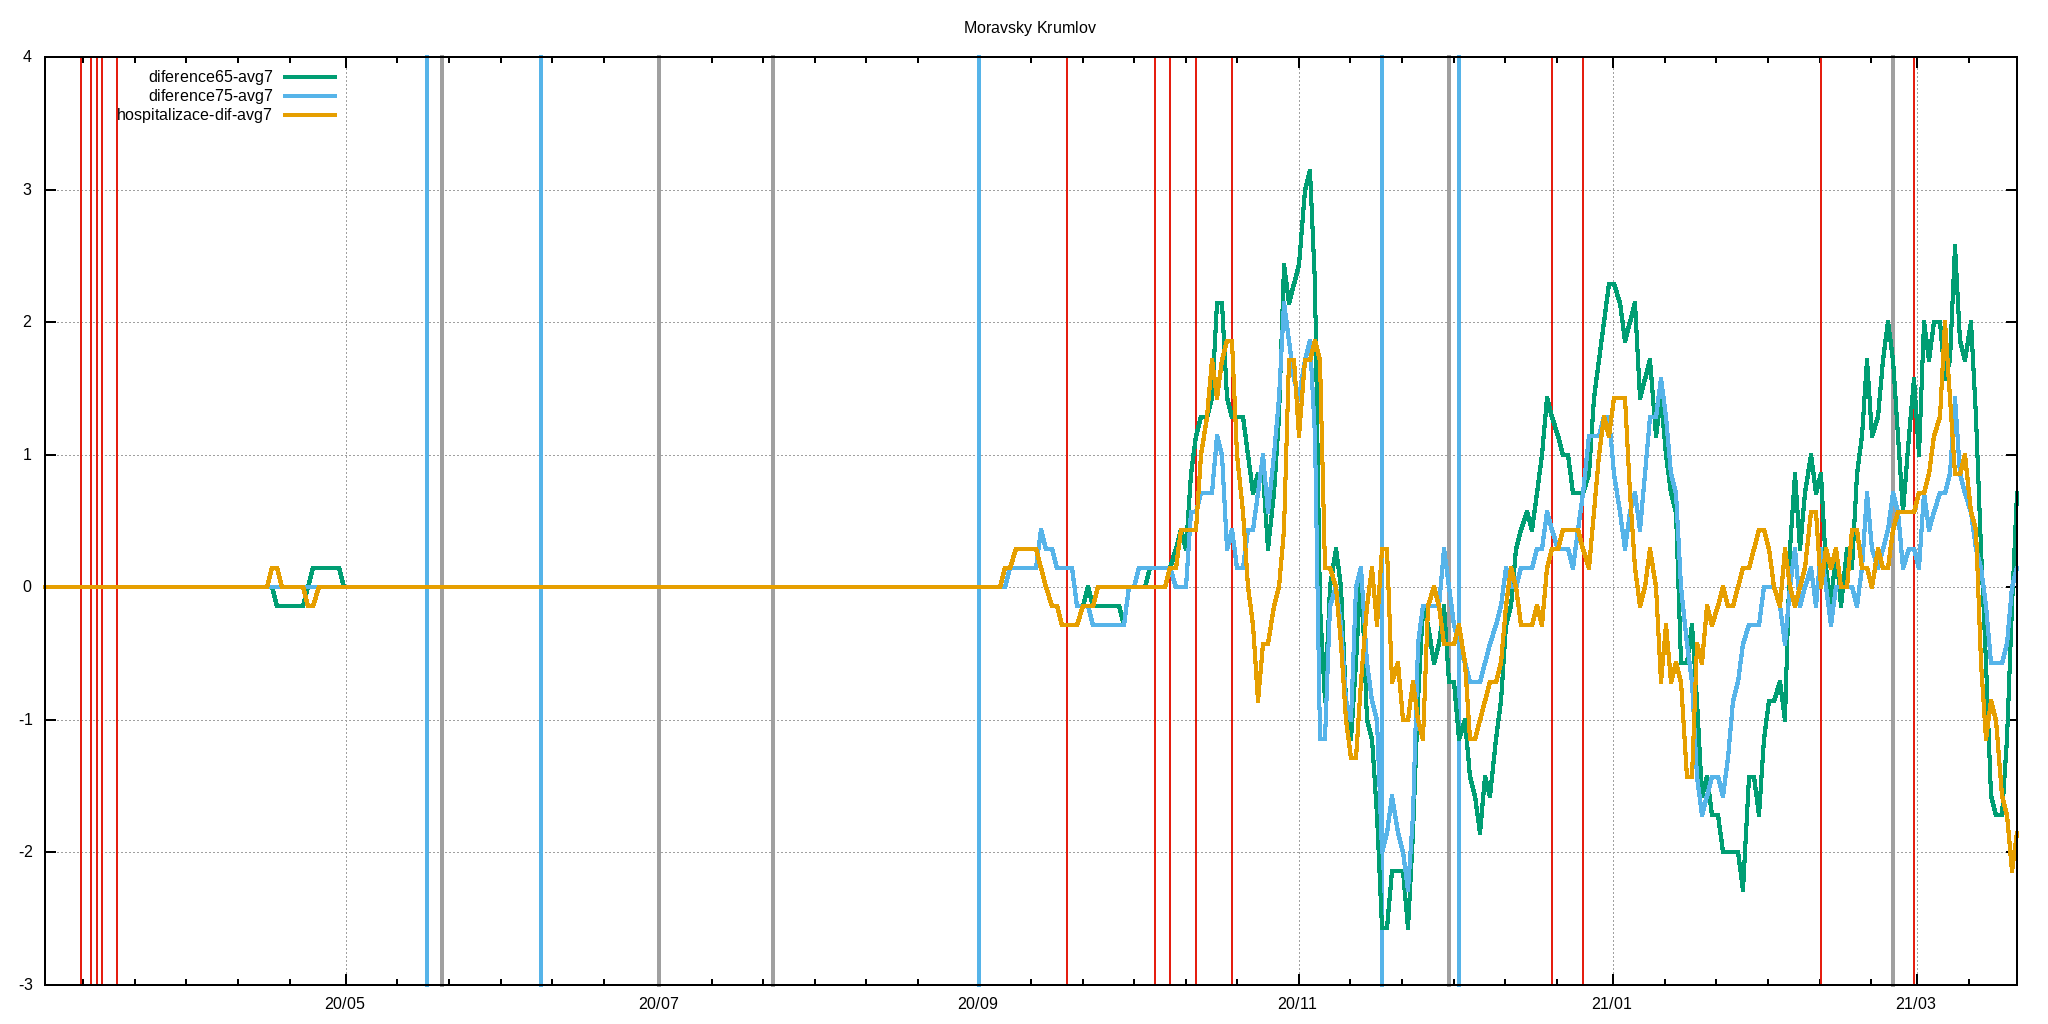 Moravsky Krumlov
4
diference65-avg7
diference75-avg7
hospitalizace-dif-avg7
3
2
1
0
-1
-2
-3
20/05 20/07 20/09 20/11 21/01 21/03